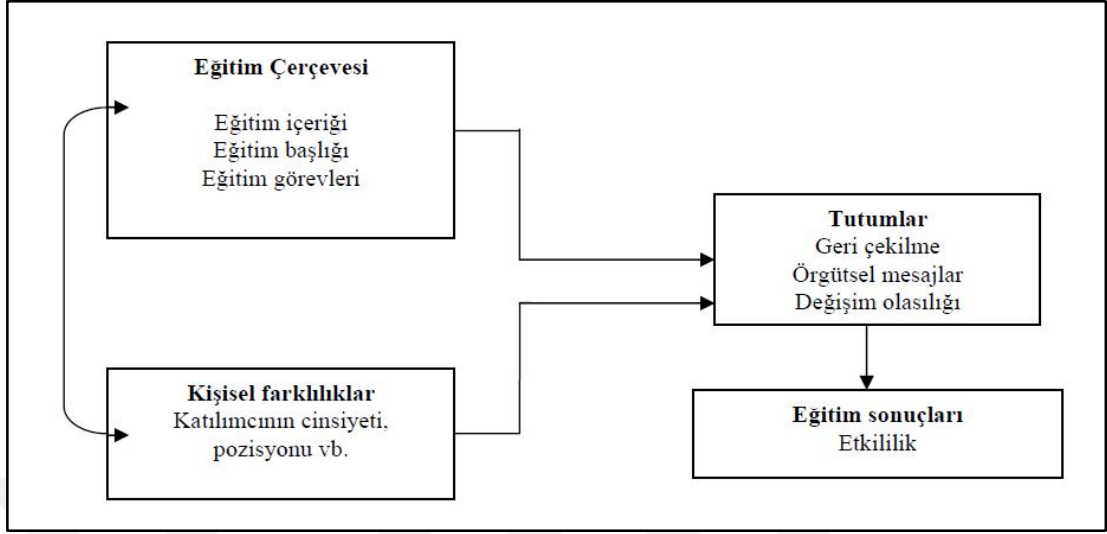 Eğitim Çerçevesi
Eğitim içeriği
Eğitim başlığı
Eğitim görevleri
Tutumlar
Geri çekilme
Örgütsel mesajlar
Değişim olasılığı
Kişisel farklılıklar
Katılımcının cinsiyeti,
pozisyonu vb.
Eğitim sonuçları
Etkililik